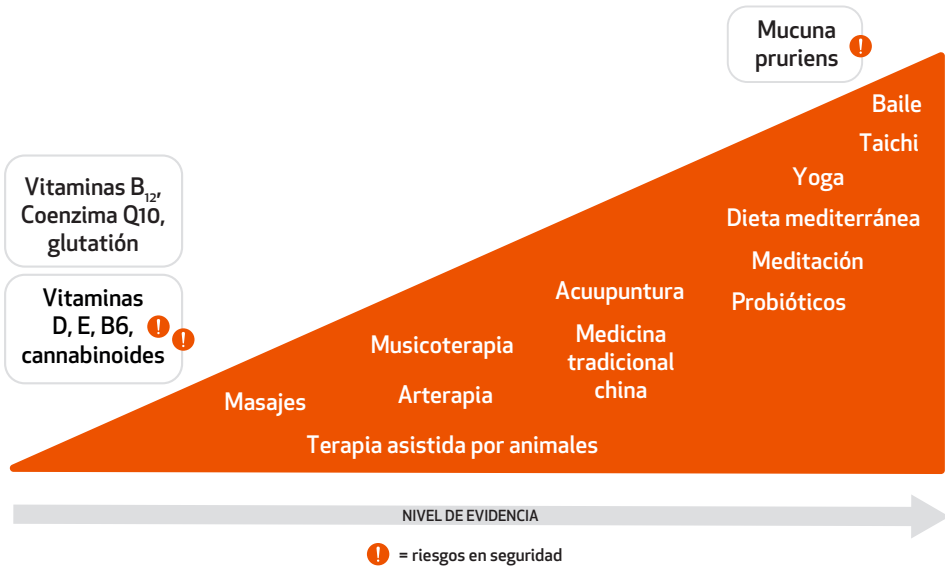 Mucuna
pruriens !
Baile
Taichi
Yoga
Dieta mediterránea
Meditación
Probióticos
Vitaminas B₁₂,
Coenzima Q10,
glutatión
Vitaminas
D, E, B6, !
cannabinoides !
Acuupuntura
Medicina
tradicional
china
Musicoterapia
Arterapia
Masajes
Terapia asistida por animales
NIVEL DE EVIDENCIA
! = riesgos en seguridad